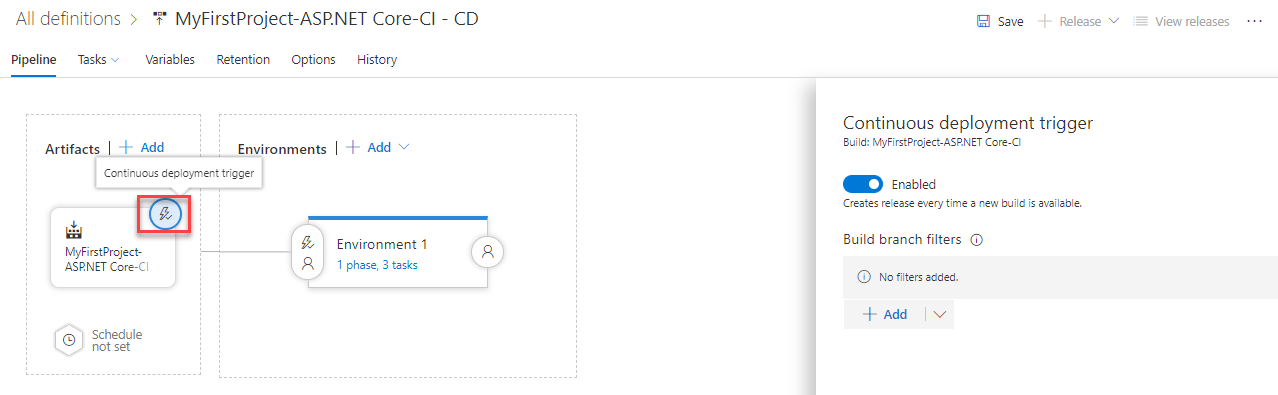 All definitions > MyFirstProject-ASP.NET Core-CI - CD
Save
Release
View releases
...
Pipeline
Tasks
Variables
Retention
Options
History
Artifacts
Add
Environments
Add
Continuous deployment trigger
MyFirstProject-
ASP.NET Core-CI
Environment 1
1 phase, 3 tasks
Schedule
not set
Continuous deployment trigger
Build: MyFirstProject-ASP.NET Core-CI
Enabled
Creates release every time a new build is available.
Build branch filters
No filters added.
Add